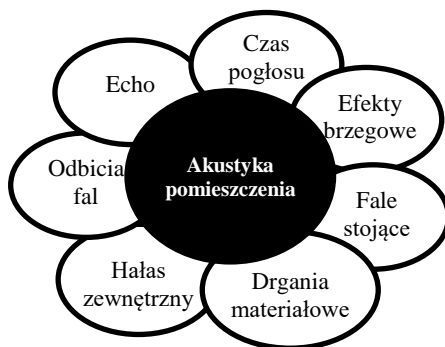 Czas
pogłosu
Echo
Efekty
brzegowe
Odbicia
fal
Akustyka
pomieszczenia
Fale
stojące
Hałas
zewnętrzny
Drgania
materiałowe